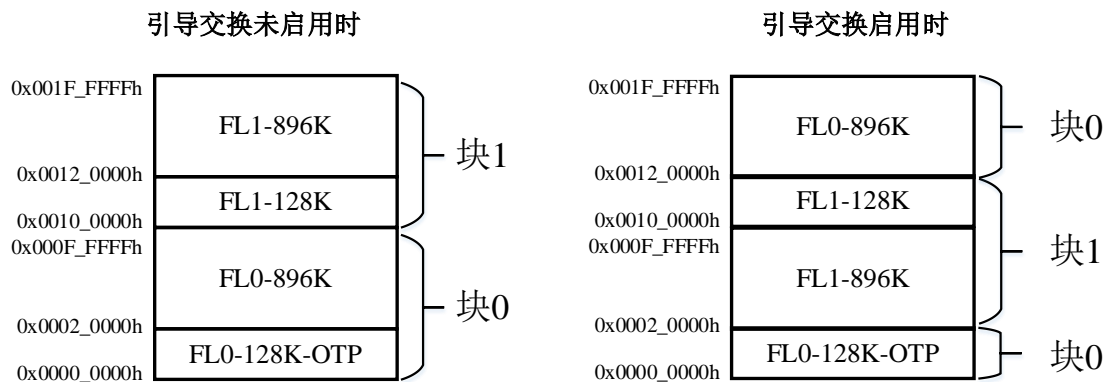 引导交换未启用时
0x001F_FFFFh
FL1-896K
0x0012_0000h
FL1-128K
0x0010_0000h
0x000F_FFFFh
FL0-896K
0x0002_0000h
FL0-128K-OTP
0x0000_0000h
块1
块0
引导交换启用时
0x001F_FFFFh
FL0-896K
0x0012_0000h
FL1-128K
0x0010_0000h
0x000F_FFFFh
FL1-896K
0x0002_0000h
FL0-128K-OTP
0x0000_0000h
块0
块1
块0